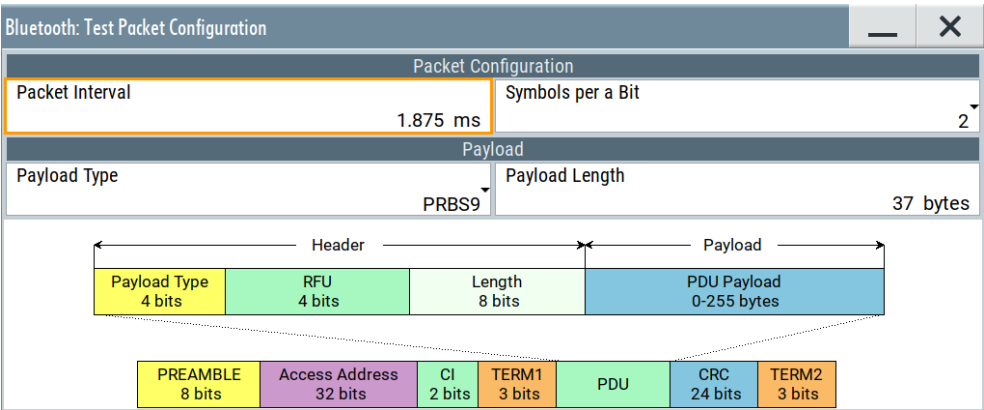 Bluetooth: Test Packet Configuration
Packet Configuration
Packet Interval
1.875 ms
Symbols per a Bit
2
Payload
Payload Type
PRBS9
Payload Length
37 bytes
Header
Payload
Payload Type
4 bits
RFU
4 bits
Length
8 bits
PDU Payload
0-255 bytes
PREAMBLE
8 bits
Access Address
32 bits
CI
2 bits
TERM1
3 bits
PDU
CRC
24 bits
TERM2
3 bits